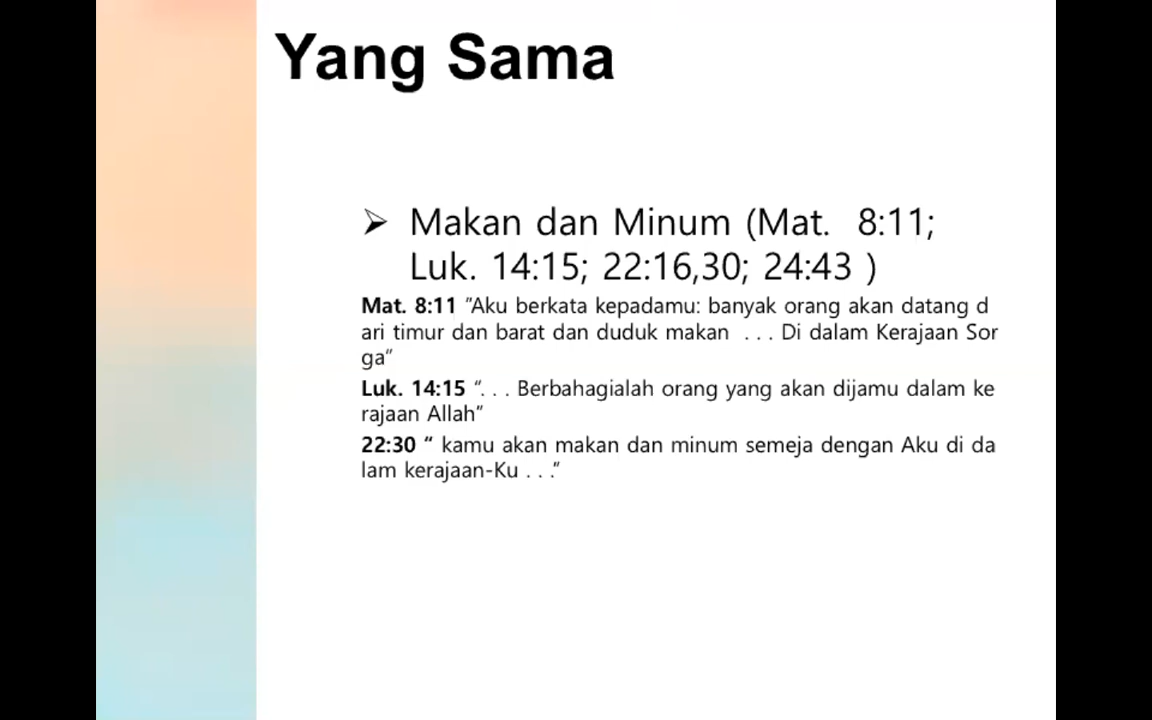 Yang Sama
➢ Makan dan Minum (Mat. 8:11;
Luk. 14:15; 22:16,30; 24:43 )
Mat. 8:11 "Aku berkata kepadamu: banyak orang akan datang d
ari timur dan barat dan duduk makan . . . Di dalam Kerajaan Sor
ga"
Luk. 14:15 ". . . Berbahagialah orang yang akan dijamu dalam ke
rajaan Allah"
22:30 “ kamu akan makan dan minum semeja dengan Aku di da
lam kerajaan-Ku . . ."